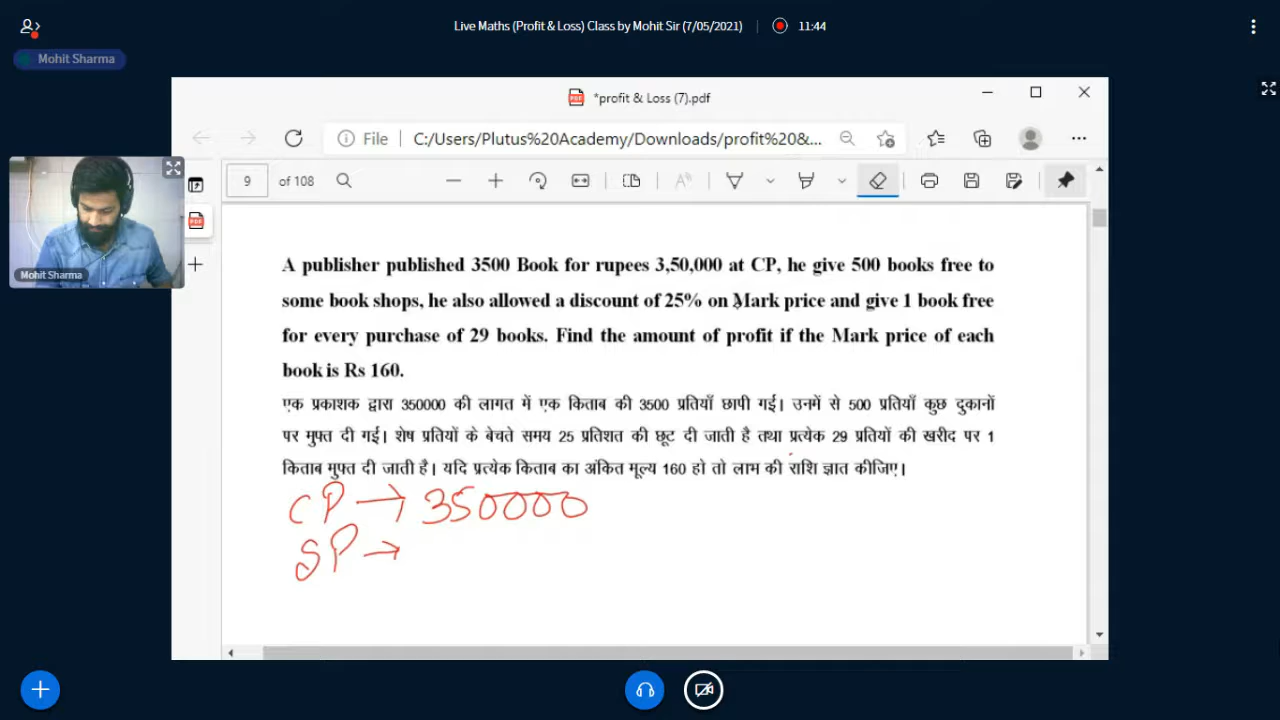 Live Maths (Profit & Loss) Class by Mohit Sir (7/05/2021) 11:44
Mohit Sharma
*profit & Loss (7).pdf
File C:/Users/Plutus%20Academy/Downloads/profit%20&...
9 of 108
Mohit Sharma
A publisher published 3500 Book for rupees 3,50,000 at CP, he give 500 books free to
some book shops, he also allowed a discount of 25% on Mark price and give 1 book free
for every purchase of 29 books. Find the amount of profit if the Mark price of each
book is Rs 160.
एक प्रकाशक द्वारा 350000 की लागत में एक किताब की 3500 प्रतियाँ छापी गई। उनमें से 500 प्रतियाँ कुछ दुकानों
पर मुफ्त दी गई। शेष प्रतियों के बेचते समय 25 प्रतिशत की छूट दी जाती है तथा प्रत्येक 29 प्रतियों की खरीद पर 1
किताब मुफ्त दी जाती है। यदि प्रत्येक किताब का अंकित मूल्य 160 हो तो लाभ की राशि ज्ञात कीजिए।
CP → 350000
SP →